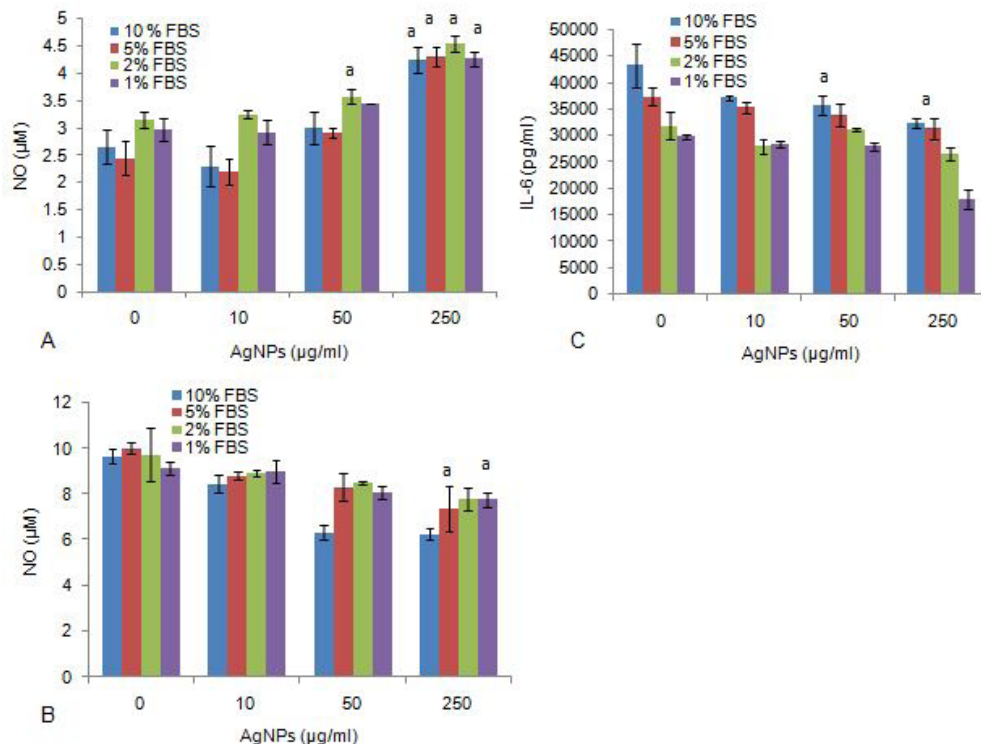 5
4.5
4
3.5
3
2.5
2
1.5
1
0.5
0
NO (µM)
10 % FBS
5% FBS
2% FBS
1% FBS
a
a a a a
0 10 50 250
AgNPs (µg/ml)
A
50000
45000
40000
35000
30000
25000
20000
15000
10000
5000
0
IL-6 (pg/ml)
10% FBS
5% FBS
2% FBS
1% FBS
a
a
0 10 50 250
AgNPs (µg/ml)
C
12
10
8
6
4
2
0
NO (µM)
10% FBS
5% FBS
2% FBS
1% FBS
a a
0 10 50 250
AgNPs (µg/ml)
B